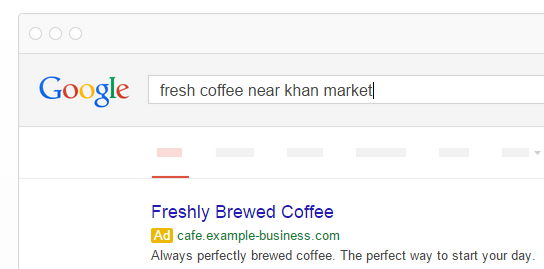 Google
fresh coffee near khan market
Freshly Brewed Coffee
Ad cafe.example-business.com
Always perfectly brewed coffee. The perfect way to start your day.